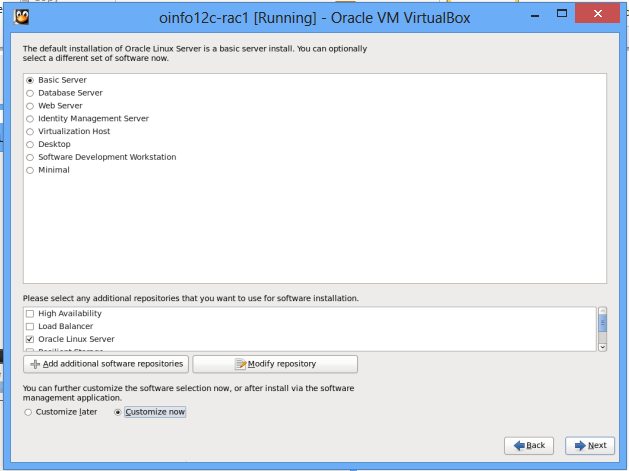 oinfo12c-rac1 [Running] - Oracle VM VirtualBox
The default installation of Oracle Linux Server is a basic server install. You can optionally
select a different set of software now.
Basic Server
Database Server
Web Server
Identity Management Server
Virtualization Host
Desktop
Software Development Workstation
Minimal
Please select any additional repositories that you want to use for software installation.
High Availability
Load Balancer
Oracle Linux Server
Add additional software repositories
Modify repository
You can further customize the software selection now, or after install via the software
management application.
Customize later
Customize now
Back
Next